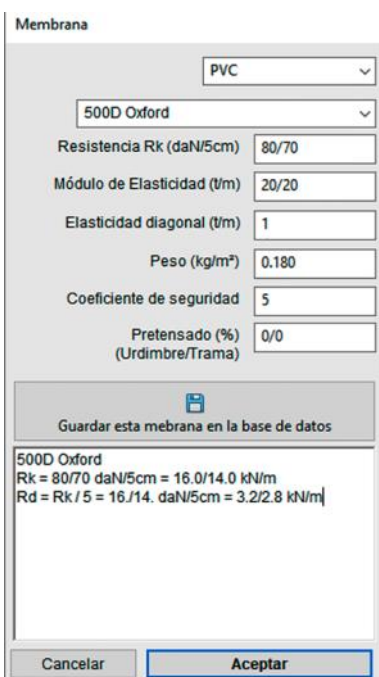 Membrana
PVC
500D Oxford
Resistencia Rk (daN/5cm) 80/70
Módulo de Elasticidad (t/m) 20/20
Elasticidad diagonal (t/m) 1
Peso (kg/m²) 0.180
Coeficiente de seguridad 5
Pretensado (%) 0/0
(Urdimbre/Trama)
Guardar esta mebrana en la base de datos
500D Oxford
Rk = 80/70 daN/5cm = 16.0/14.0 kN/m
Rd = Rk / 5 = 16./14. daN/5cm = 3.2/2.8 kN/m
Cancelar Aceptar